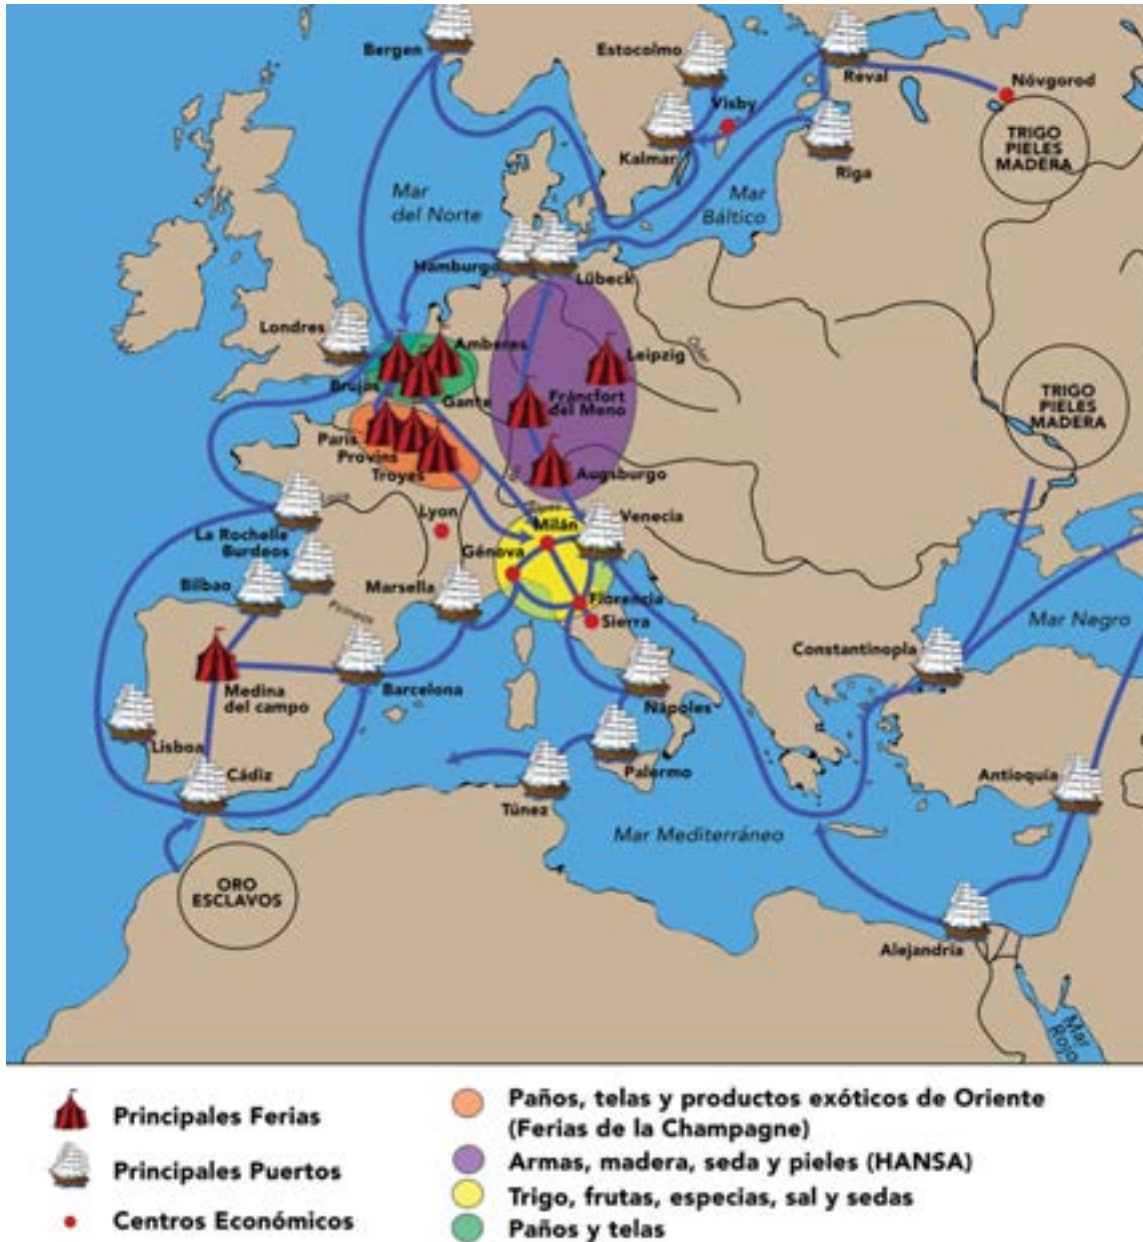 Bergen
Estocolmo
Reval
Nóvgorod
Visby
TRIGO
PIELES
MADERA
Kalmar
Riga
Mar
del Norte
Mar
Báltico
Hamburgo
Lübeck
Londres
Amberes
Oder
Leipzig
Brujas
Gante
Fráncfort
del Meno
TRIGO
PIELES
MADERA
París
Provins
Troyes
Augsburgo
Loira
Lyon
Milán
Venecia
La Rochelle
Burdeos
Génova
Bilbao
Marsella
Florencia
Sierra
Pirineos
Mar Negro
Constantinopla
Medina
del campo
Barcelona
Nápoles
Lisboa
Cádiz
Palermo
Antioquía
Túnez
Mar Mediterráneo
ORO
ESCLAVOS
Alejandría
Mar
Rojo
Principales Ferias
Principales Puertos
Centros Económicos
Paños, telas y productos exóticos de Oriente
(Ferias de la Champagne)
Armas, madera, seda y pieles (HANSA)
Trigo, frutas, especias, sal y sedas
Paños y telas